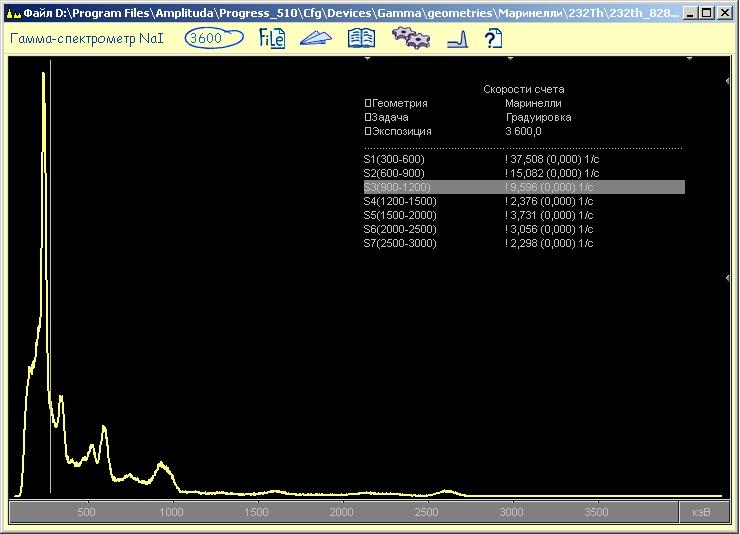 Файл D:\Program Files\Amplituda\Progress_510\Cfg\Devices\Gamma\geometries\Маринелли\232Th\232th_828...
Гамма-спектрометр NaI 3600 File
Скорости счета
Геометрия Маринелли
Задача Градуировка
Экспозиция 3 600,0
S1(300-600) ! 37,508 (0,000) 1/с
S2(600-900) ! 15,082 (0,000) 1/с
S3(900-1200) ! 9,596 (0,000) 1/с
S4(1200-1500) ! 2,376 (0,000) 1/с
S5(1500-2000) ! 3,731 (0,000) 1/с
S6(2000-2500) ! 3,056 (0,000) 1/с
S7(2500-3000) ! 2,298 (0,000) 1/с
500 1000 1500 2000 2500 3000 3500 кэВ